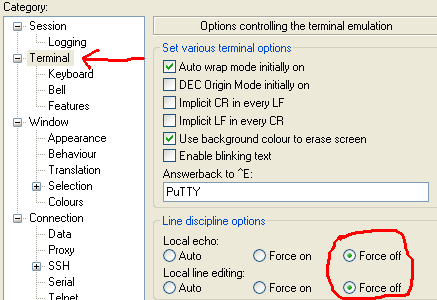 Category:
Session
Logging
Terminal
Keyboard
Bell
Features
Window
Appearance
Behaviour
Translation
Selection
Colours
Connection
Data
Proxy
SSH
Serial
Telnet
Options controlling the terminal emulation
Set various terminal options
Auto wrap mode initially on
DEC Origin Mode initially on
Implicit CR in every LF
Implicit LF in every CR
Use background colour to erase screen
Enable blinking text
Answerback to ^E:
PuTTY
Line discipline options
Local echo:
Auto Force on Force off
Local line editing:
Auto Force on Force off